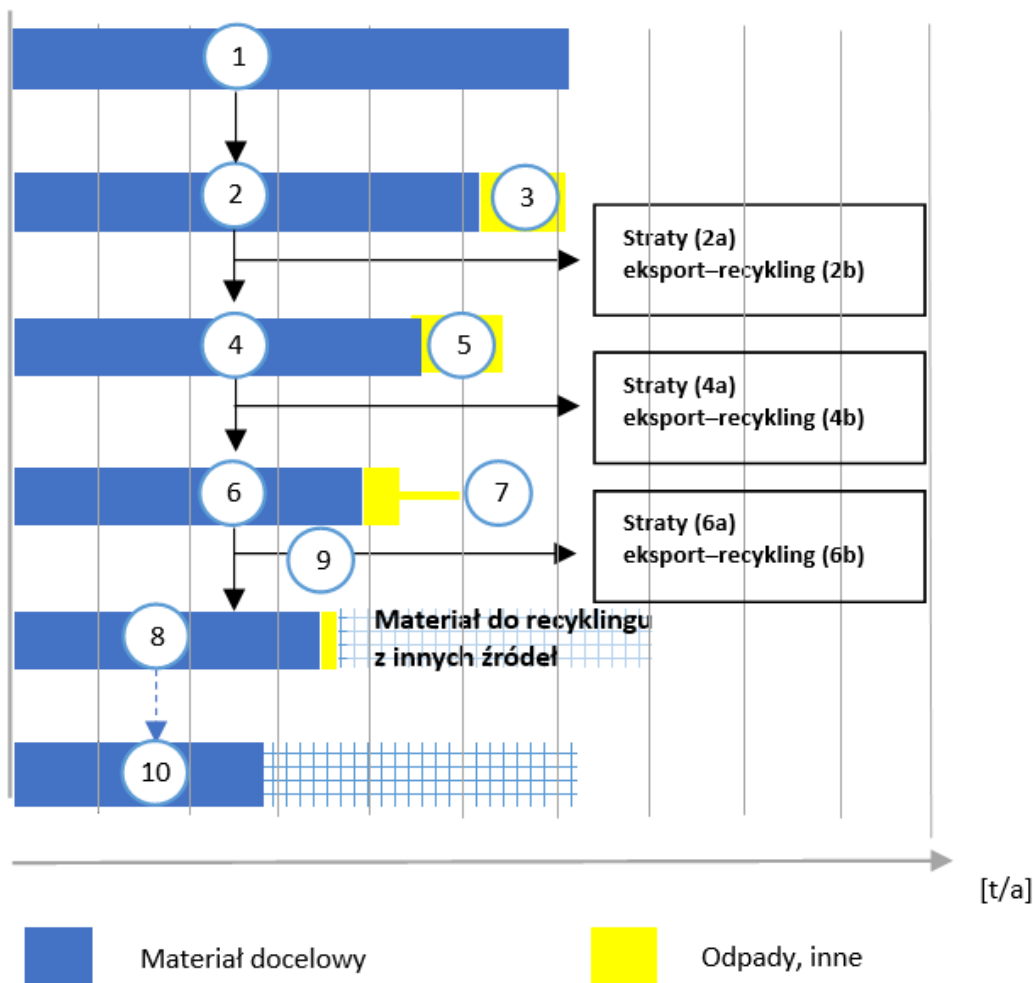 1
2
3
Straty (2a)
eksport–recykling (2b)
4
5
Straty (4a)
eksport–recykling (4b)
6
7
Straty (6a)
eksport–recykling (6b)
9
8
Materiał do recyklingu
z innych źródeł
10
[t/a]
Materiał docelowy
Odpady, inne